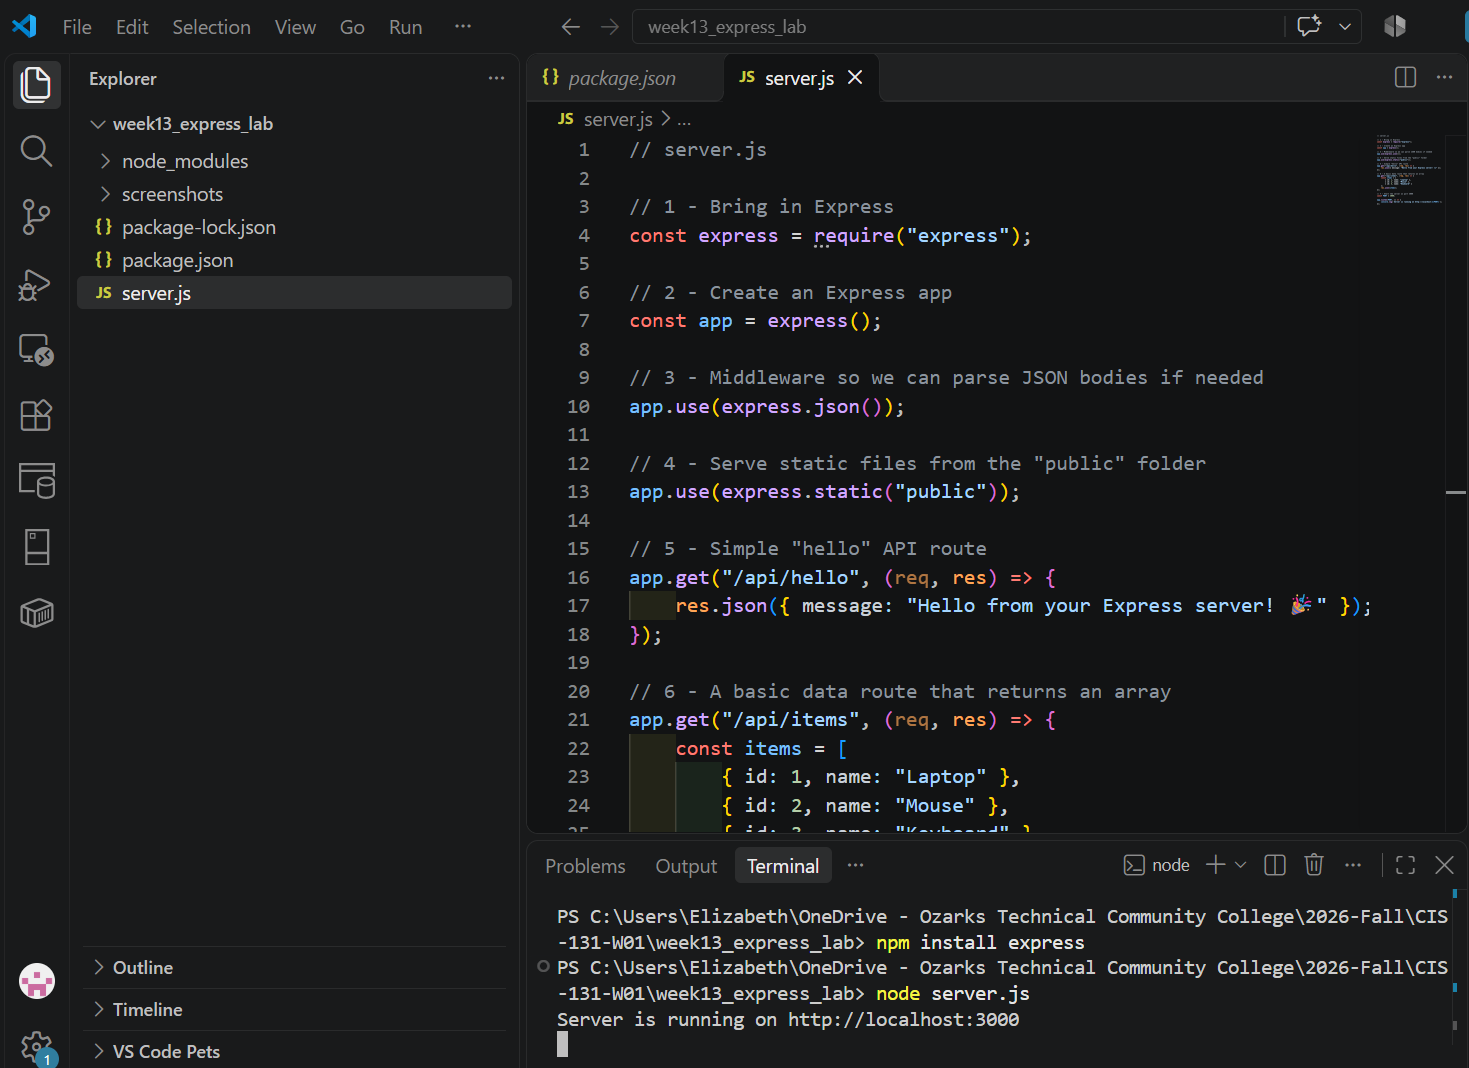 File Edit Selection View Go Run ···
week13_express_lab
Explorer
week13_express_lab
node_modules
screenshots
{} package-lock.json
{} package.json
JS server.js
Outline
Timeline
VS Code Pets
1
{} package.json
JS server.js
JS server.js > ...
1 // server.js
2
3 // 1 - Bring in Express
4 const express = require("express");
5
6 // 2 - Create an Express app
7 const app = express();
8
9 // 3 - Middleware so we can parse JSON bodies if needed
10 app.use(express.json());
11
12 // 4 - Serve static files from the "public" folder
13 app.use(express.static("public"));
14
15 // 5 - Simple "hello" API route
16 app.get("/api/hello", (req, res) => {
17 res.json({ message: "Hello from your Express server! 🎉" });
18 });
19
20 // 6 - A basic data route that returns an array
21 app.get("/api/items", (req, res) => {
22 const items = [
23 { id: 1, name: "Laptop" },
24 { id: 2, name: "Mouse" },
25 { id: 3, name: "Keyboard" }
Problems Output Terminal ···
node
PS C:\Users\Elizabeth\OneDrive - Ozarks Technical Community College\2026-Fall\CIS
-131-W01\week13_express_lab> npm install express
PS C:\Users\Elizabeth\OneDrive - Ozarks Technical Community College\2026-Fall\CIS
-131-W01\week13_express_lab> node server.js
Server is running on http://localhost:3000